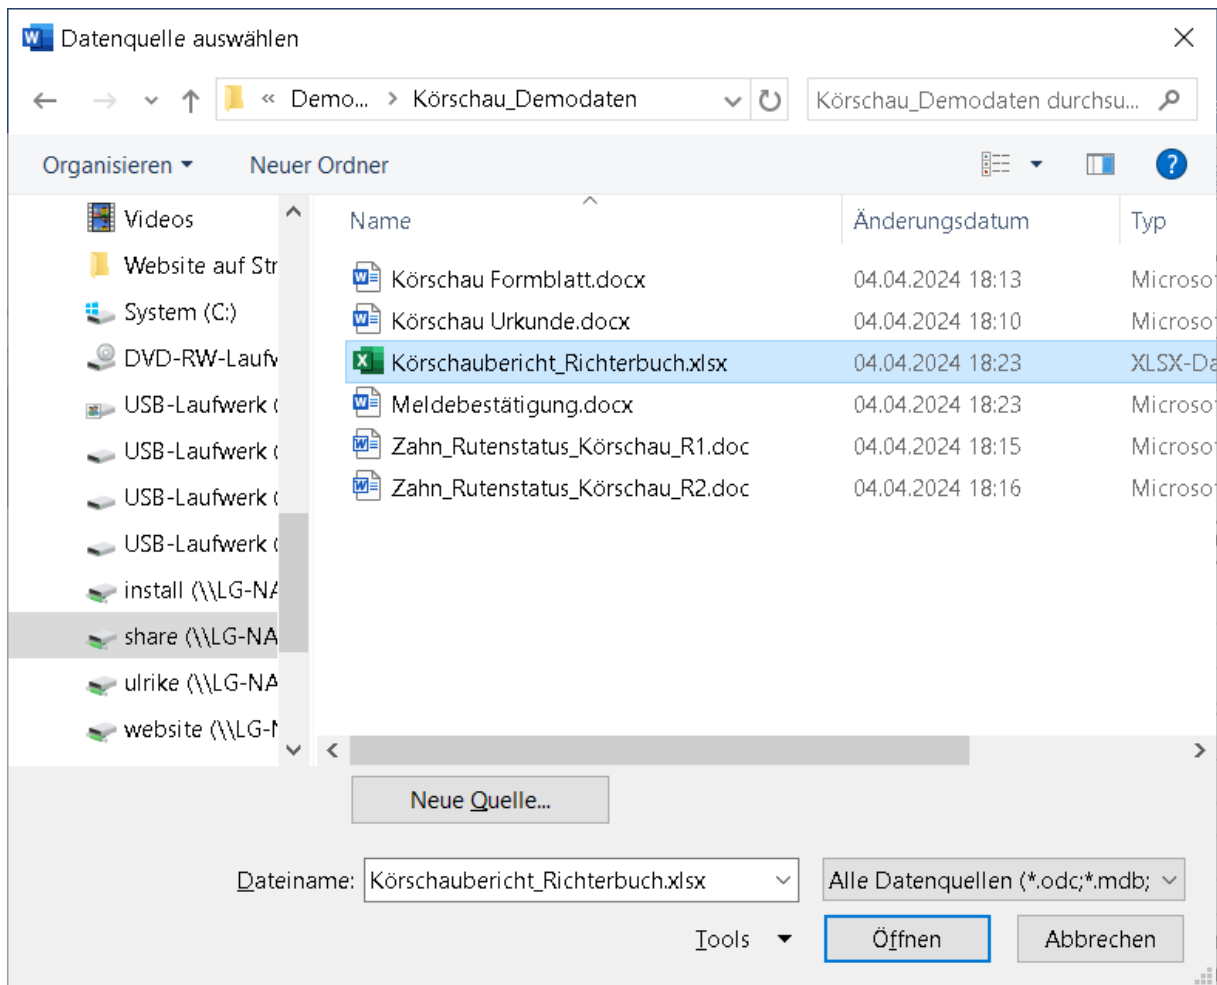 Datenquelle auswählen
« Demo... > Körschau_Demodaten
Körschau_Demodaten durchsu...
Organisieren
Neuer Ordner
?
Videos
Website auf Str
System (C:)
DVD-RW-Laufw
USB-Laufwerk (
USB-Laufwerk (
USB-Laufwerk (
USB-Laufwerk (
install (\\LG-NA
share (\\LG-NA
ulrike (\\LG-NA
website (\\LG-N
Name Änderungsdatum Typ
Körschau Formblatt.docx 04.04.2024 18:13 Microsof
Körschau Urkunde.docx 04.04.2024 18:10 Microsof
Körschaubericht_Richterbuch.xlsx 04.04.2024 18:23 XLSX-Da
Meldebestätigung.docx 04.04.2024 18:23 Microsof
Zahn_Rutenstatus_Körschau_R1.doc 04.04.2024 18:15 Microsof
Zahn_Rutenstatus_Körschau_R2.doc 04.04.2024 18:16 Microsof
Neue Quelle...
Dateiname: Körschaubericht_Richterbuch.xlsx Alle Datenquellen (*.odc;*.mdb;
Tools Öffnen Abbrechen